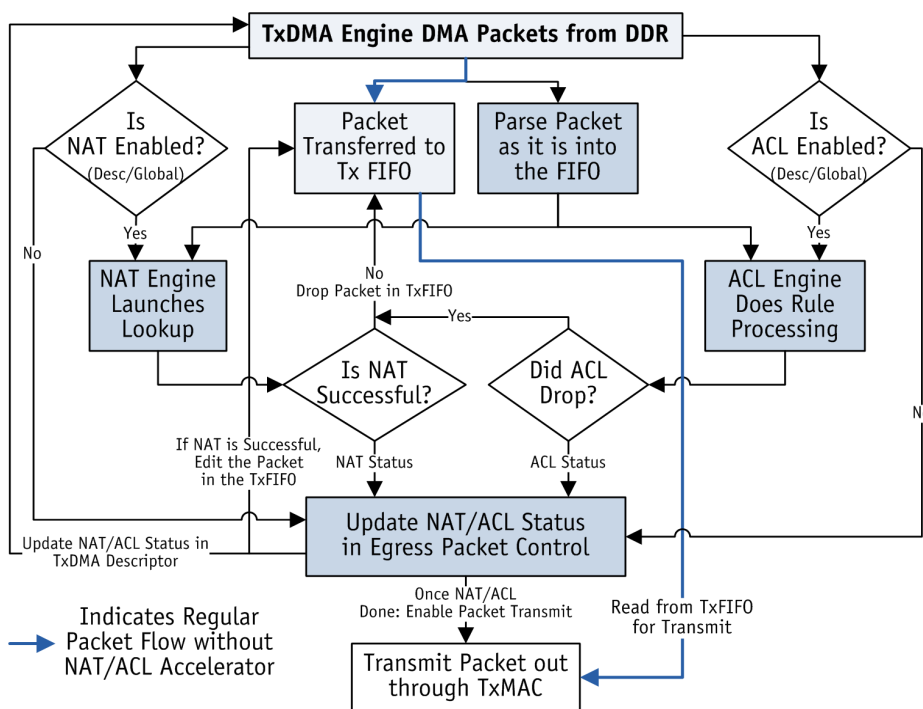 TxDMA Engine DMA Packets from DDR
Is
NAT Enabled?
(Desc/Global)
Packet
Transferred to
Tx FIFO
Parse Packet
as it is into
the FIFO
Is
ACL Enabled?
(Desc/Global)
No
Yes
Yes
NAT Engine
Launches
Lookup
No
Drop Packet in TxFIFO
ACL Engine
Does Rule
Processing
Yes
Is NAT
Successful?
Did ACL
Drop?
N
If NAT is Successful,
Edit the Packet
in the TxFIFO
NAT Status
ACL Status
Update NAT/ACL Status
in Egress Packet Control
Update NAT/ACL Status in
TxDMA Descriptor
Once NAT/ACL
Done: Enable Packet Transmit
Read from TxFIFO
for Transmit
Indicates Regular
Packet Flow without
NAT/ACL Accelerator
Transmit Packet out
through TxMAC